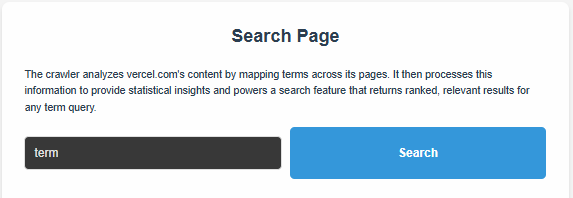 Search Page
The crawler analyzes vercel.com's content by mapping terms across its pages. It then processes this
information to provide statistical insights and powers a search feature that returns ranked, relevant results for
any term query.
term
Search